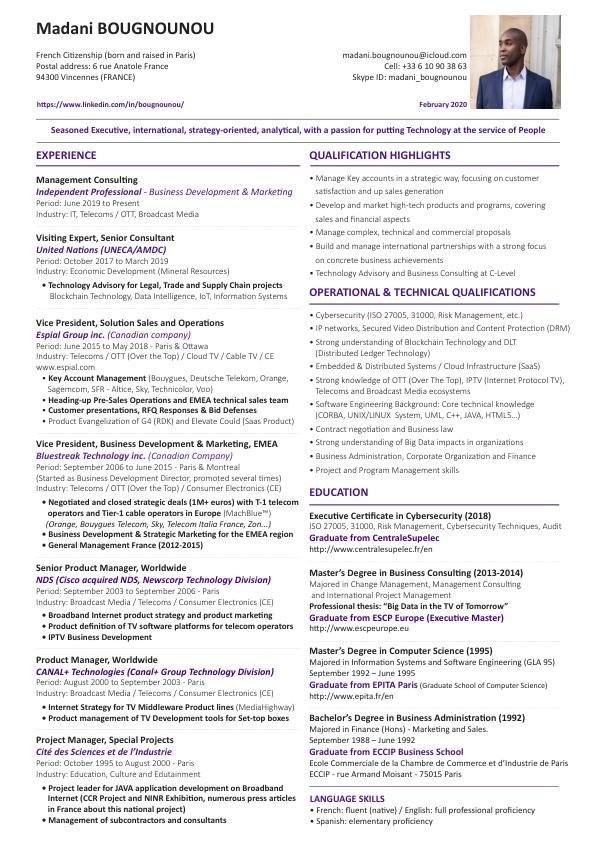 Madani BOUGNOUNOU
French Citizenship (born and raised in Paris)
Postal address: 6 rue Anatole France
94300 Vincennes (FRANCE)
madani.bougnounou@icloud.com
Cell: +33 6 10 90 38 63
Skype ID: madani_bougnounou
https://www.linkedin.com/in/bougnounou/
February 2020
Seasoned Executive, international, strategy-oriented, analytical, with a passion for putting Technology at the service of People
EXPERIENCE
Management Consulting
Independent Professional - Business Development & Marketing
Period: June 2019 to Present
Industry: IT, Telecoms / OTT, Broadcast Media
Visiting Expert, Senior Consultant
United Nations (UNECA/AMDC)
Period: October 2017 to March 2019
Industry: Economic Development (Mineral Resources)
• Technology Advisory for Legal, Trade and Supply Chain projects
Blockchain Technology, Data Intelligence, IoT, Information Systems
Vice President, Solution Sales and Operations
Espial Group inc. (Canadian company)
Period: June 2015 to May 2018 - Paris & Ottawa
Industry: Telecoms / OTT (Over the Top) / Cloud TV / Cable TV / CE
www.espial.com
• Key Account Management (Bouygues, Deutsche Telekom, Orange,
Sagemcom, SFR - Altice, Sky, Technicolor, Voo)
• Heading-up Pre-Sales Operations and EMEA technical sales team
• Customer presentations, RFQ Responses & Bid Defenses
• Product Evangelization of G4 (RDK) and Elevate Could (Saas Product)
Vice President, Business Development & Marketing, EMEA
Bluestreak Technology inc. (Canadian Company)
Period: September 2006 to June 2015 - Paris & Montreal
(Started as Business Development Director, promoted several times)
Industry: Telecoms / OTT (Over the Top) / Consumer Electronics (CE)
• Negotiated and closed strategic deals (1M+ euros) with T-1 telecom
operators and Tier-1 cable operators in Europe (MachBlue™)
(Orange, Bouygues Telecom, Sky, Telecom Italia France, Zon...)
• Business Development & Strategic Marketing for the EMEA region
• General Management France (2012-2015)
Senior Product Manager, Worldwide
NDS (Cisco acquired NDS, Newscorp Technology Division)
Period: September 2003 to September 2006 - Paris
Industry: Broadcast Media / Telecoms / Consumer Electronics (CE)
• Broadband Internet product strategy and product marketing
• Product definition of TV software platforms for telecom operators
• IPTV Business Development
Product Manager, Worldwide
CANAL+ Technologies (Canal+ Group Technology Division)
Period: August 2000 to September 2003 - Paris
Industry: Broadcast Media / Telecoms / Consumer Electronics (CE)
• Internet Strategy for TV Middleware Product lines (MediaHighway)
• Product management of TV Development tools for Set-top boxes
Project Manager, Special Projects
Cité des Sciences et de l'Industrie
Period: October 1995 to August 2000 - Paris
Industry: Education, Culture and Edutainment
• Project leader for JAVA application development on Broadband
Internet (CCR Project and NINR Exhibition, numerous press articles
in France about this national project)
• Management of subcontractors and consultants
QUALIFICATION HIGHLIGHTS
• Manage Key accounts in a strategic way, focusing on customer
satisfaction and up sales generation
• Develop and market high-tech products and programs, covering
sales and financial aspects
• Manage complex, technical and commercial proposals
• Build and manage international partnerships with a strong focus
on concrete business achievements
• Technology Advisory and Business Consulting at C-Level
OPERATIONAL & TECHNICAL QUALIFICATIONS
• Cybersecurity (ISO 27005, 31000, Risk Management, etc.)
• IP networks, Secured Video Distribution and Content Protection (DRM)
• Strong understanding of Blockchain Technology and DLT
(Distributed Ledger Technology)
• Embedded & Distributed Systems / Cloud Infrastructure (SaaS)
• Strong knowledge of OTT (Over The Top), IPTV (Internet Protocol TV),
Telecoms and Broadcast Media ecosystems
• Software Engineering Background: Core technical knowledge
(CORBA, UNIX/LINUX System, UML, C++, JAVA, HTML5...)
• Contract negotiation and Business law
• Strong understanding of Big Data impacts in organizations
• Business Administration, Corporate Organization and Finance
• Project and Program Management skills
EDUCATION
Executive Certificate in Cybersecurity (2018)
ISO 27005, 31000, Risk Management, Cybersecurity Techniques, Audit
Graduate from CentraleSupelec
http://www.centralesupelec.fr/en
Master's Degree in Business Consulting (2013-2014)
Majored in Change Management, Management Consulting
and International Project Management
Professional thesis: "Big Data in the TV of Tomorrow"
Graduate from ESCP Europe (Executive Master)
http://www.escpeurope.eu
Master's Degree in Computer Science (1995)
Majored in Information Systems and Software Engineering (GLA 95)
September 1992 – June 1995
Graduate from EPITA Paris (Graduate School of Computer Science)
http://www.epita.fr/en
Bachelor's Degree in Business Administration (1992)
Majored in Finance (Hons) - Marketing and Sales.
September 1988 – June 1992
Graduate from ECCIP Business School
Ecole Commerciale de la Chambre de Commerce et d'Industrie de Paris
ECCIP - rue Armand Moisant - 75015 Paris
LANGUAGE SKILLS
• French: fluent (native) / English: full professional proficiency
• Spanish: elementary proficiency